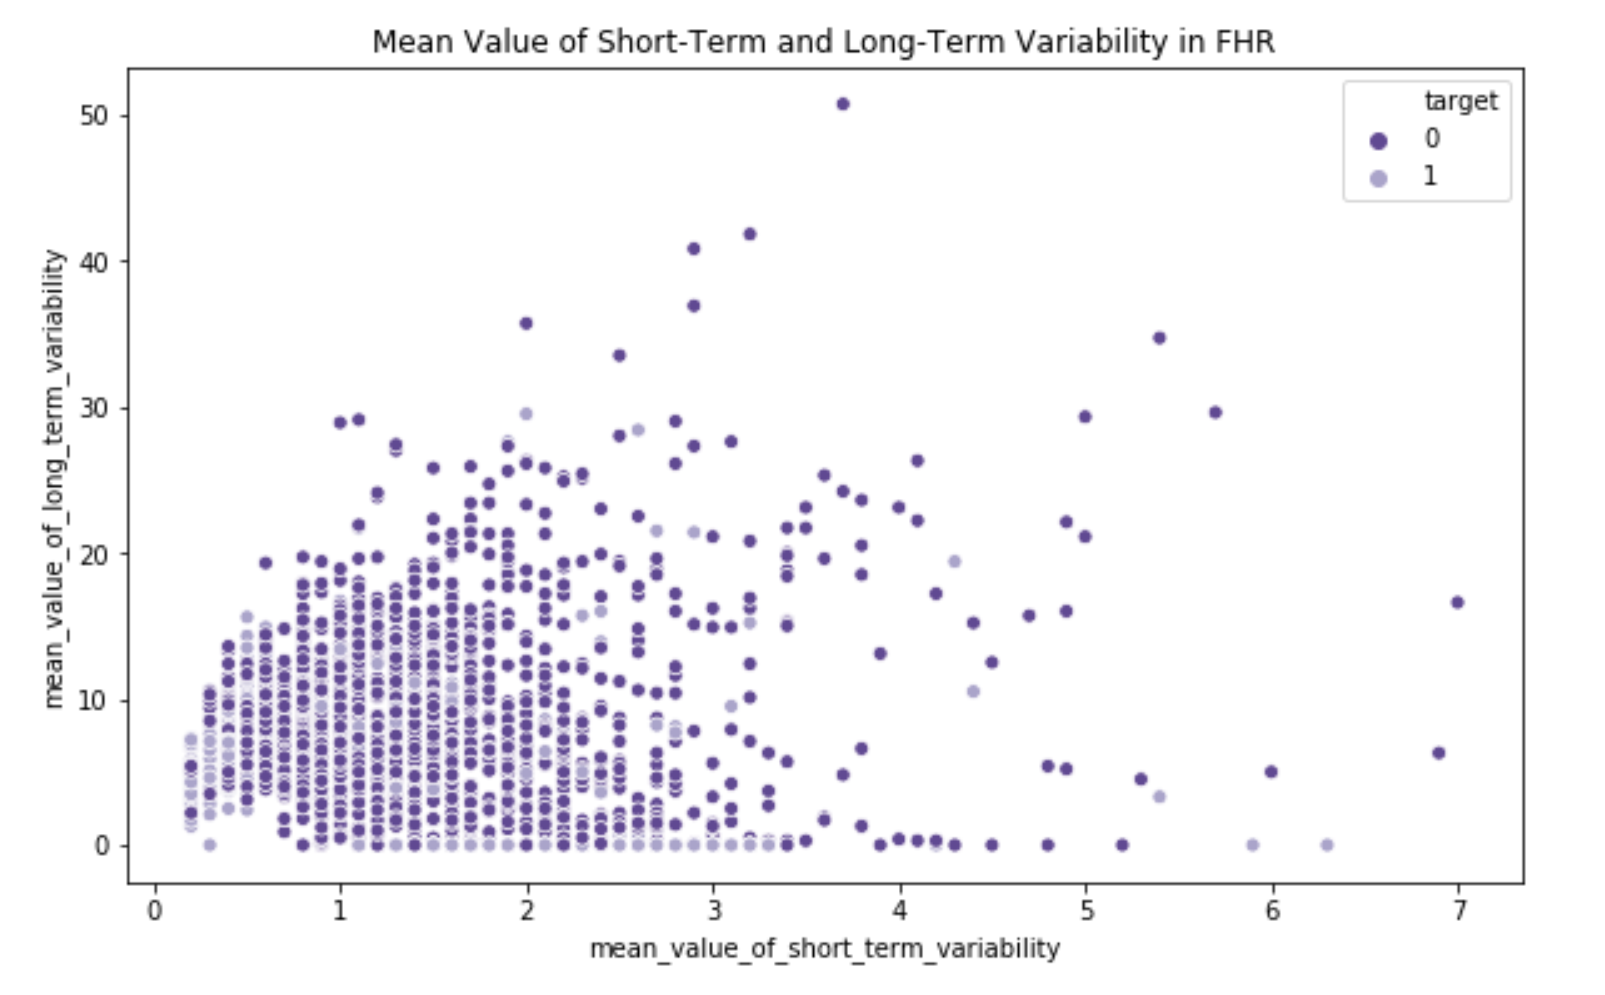 Mean Value of Short-Term and Long-Term Variability in FHR
target
0
1
mean_value_of_long_term_variability
50
40
30
20
10
0
0 1 2 3 4 5 6 7
mean_value_of_short_term_variability